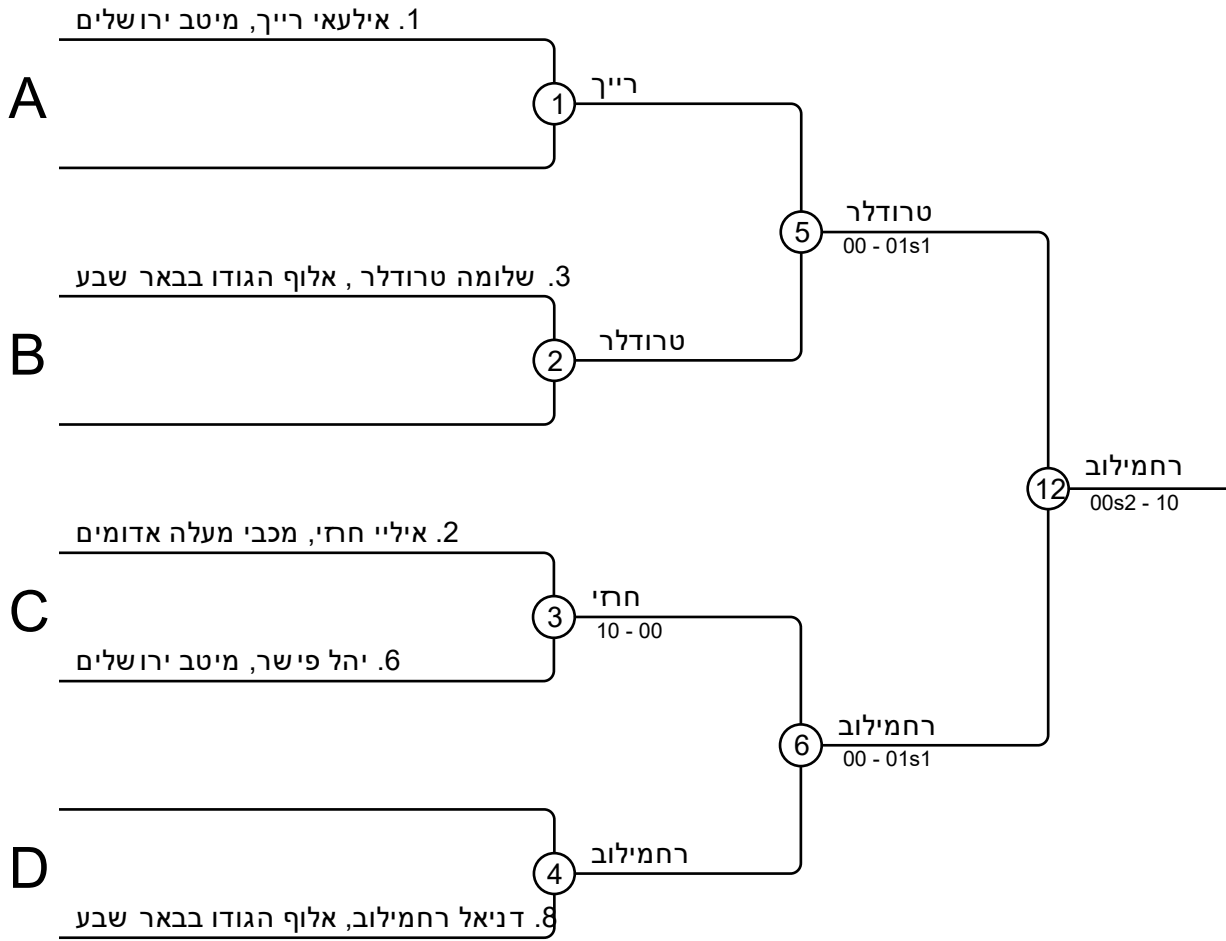 1. אילעאי רייך, מיטב ירושלים
A
1
רייך
5
טרודלר
00 - 01s1
3. שלומה טרודלר , אלוף הגודו בבאר שבע
B
2
טרודלר
12
רחמילוב
00s2 - 10
2. איליי חרזי, מכבי מעלה אדומים
C
3
חרזי
10 - 00
6. יהל פישר, מיטב ירושלים
6
רחמילוב
00 - 01s1
D
4
רחמילוב
8. דניאל רחמילוב, אלוף הגודו בבאר שבע